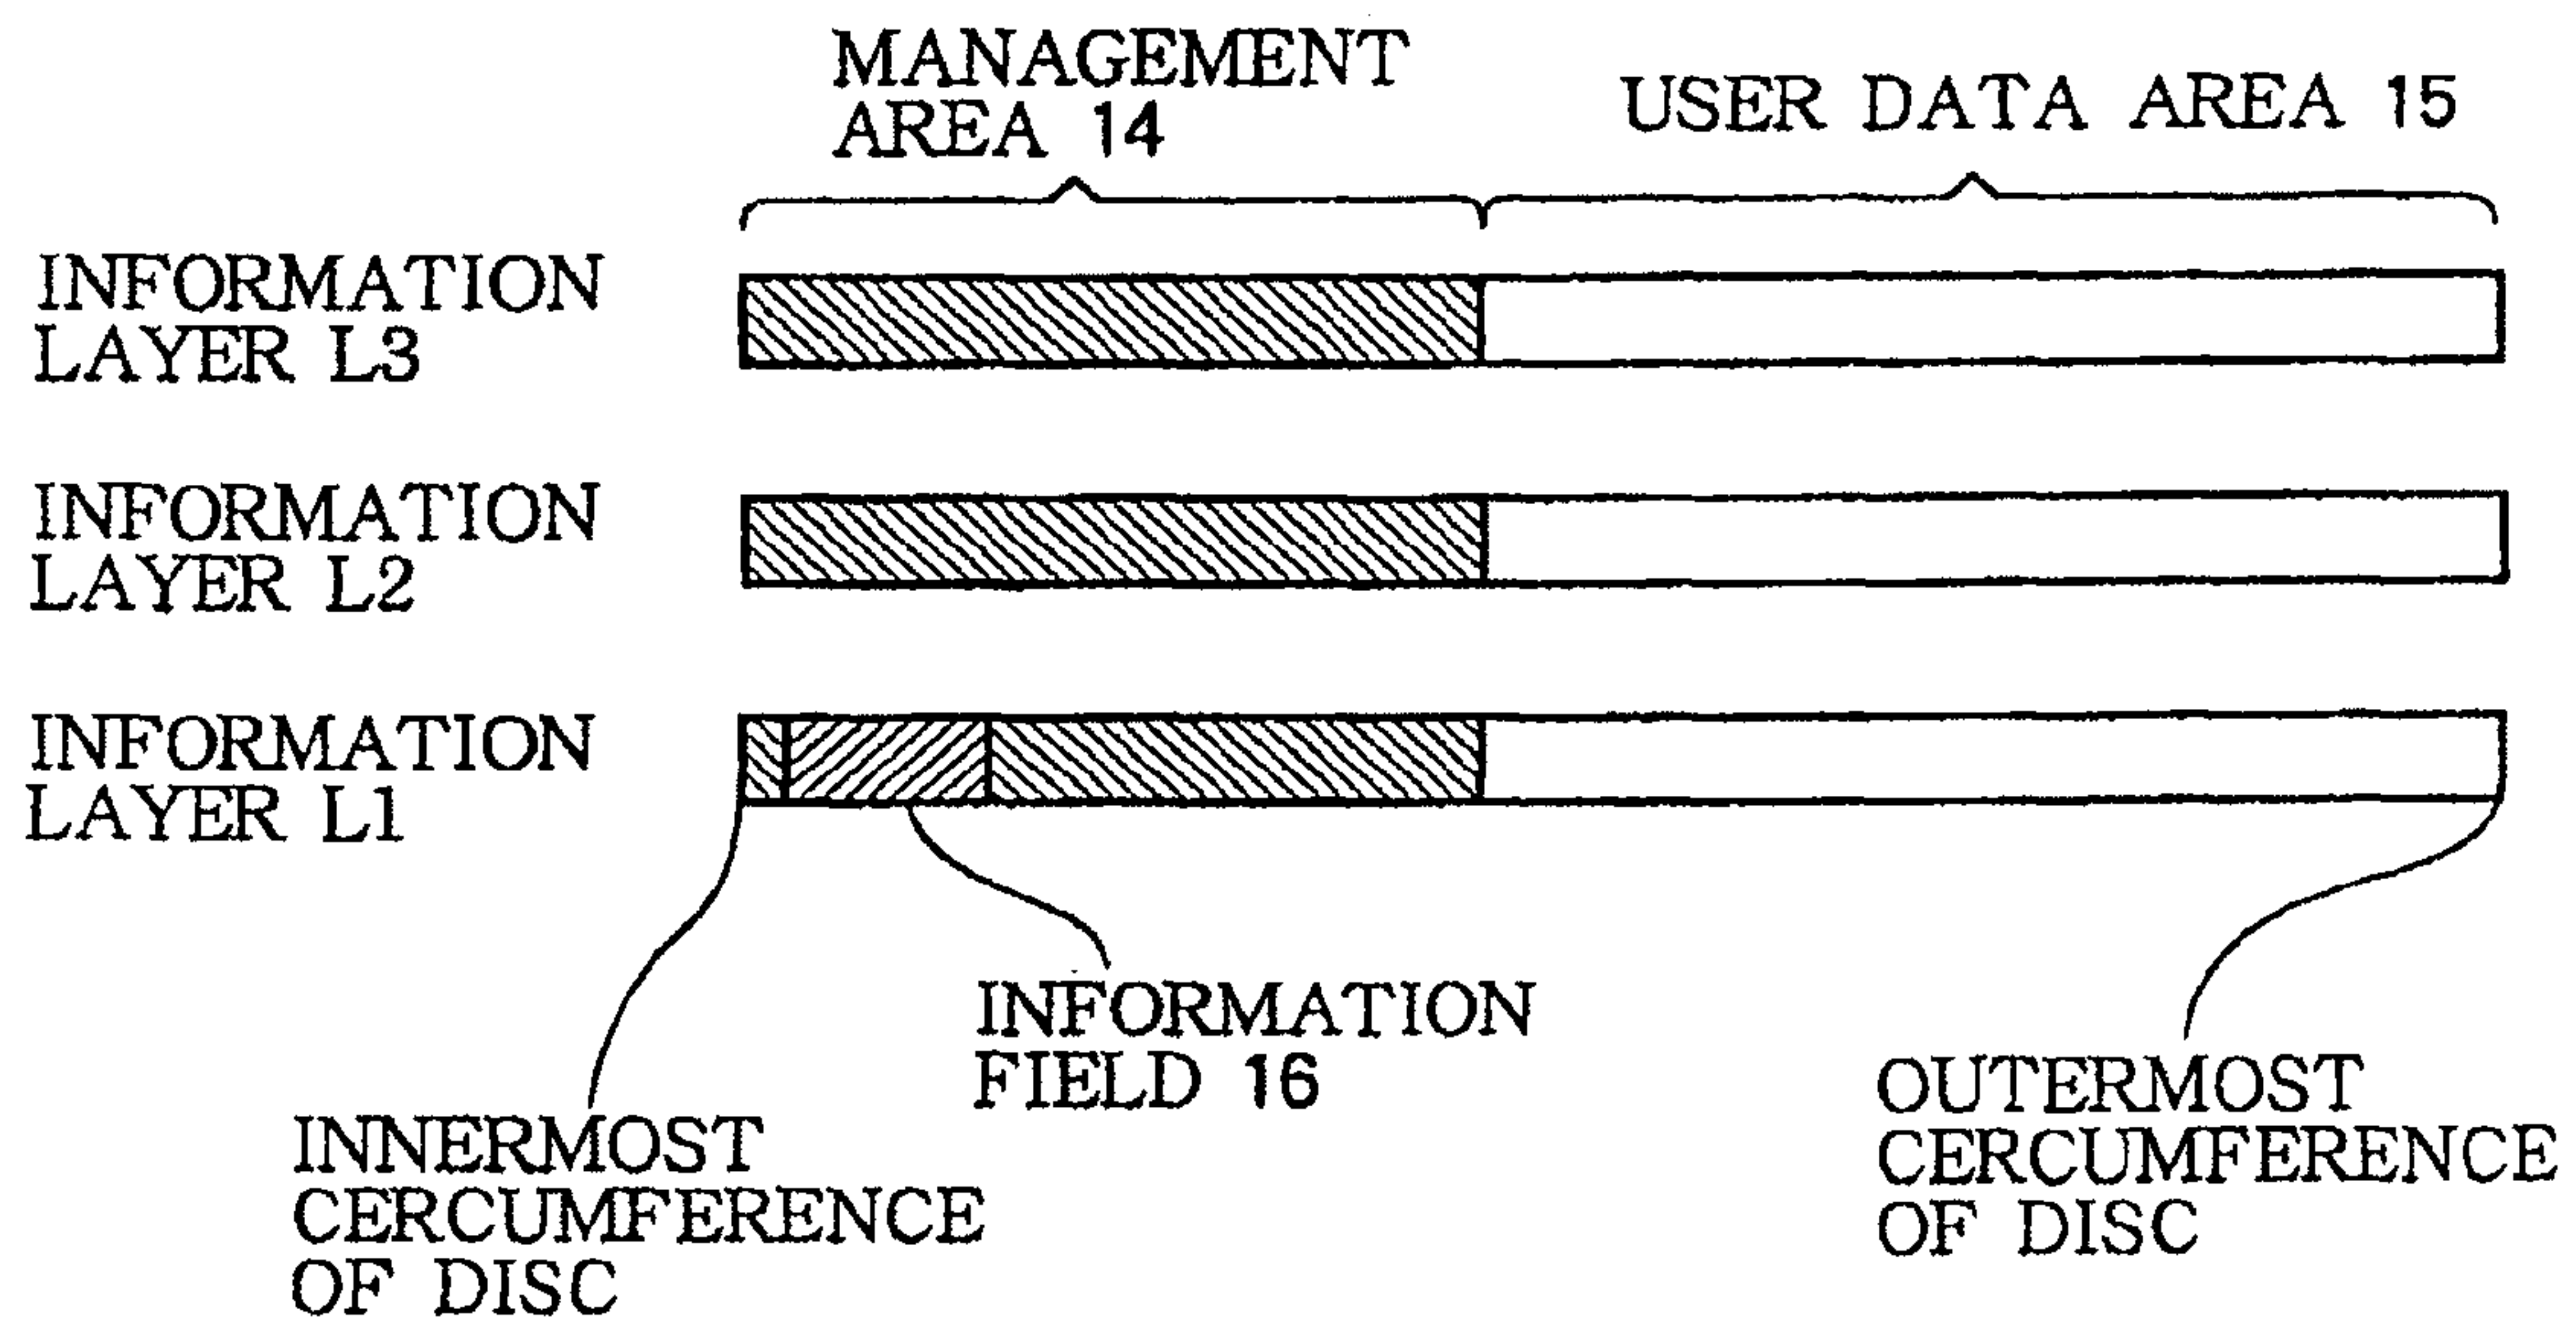 MANAGEMENT
AREA 14
USER DATA AREA 15
INFORMATION
LAYER L3
INFORMATION
LAYER L2
INFORMATION
LAYER L1
INFORMATION
FIELD 16
INNERMOST
CERCUMFERENCE
OF DISC
OUTERMOST
CERCUMFERENCE
OF DISC